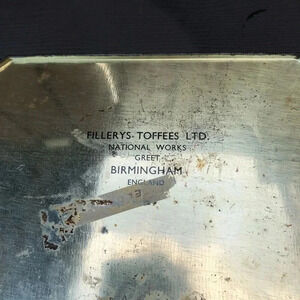 FILLERYS-TOFFEES LTD.
NATIONAL WORKS
GREET
BIRMINGHAM
ENGLAND